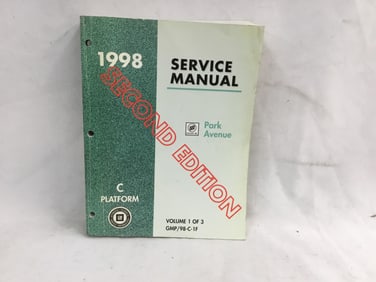 1998
SERVICE
MANUAL
SECOND EDITION
Park
Avenue
C
PLATFORM
VOLUME 1 OF 3
GMP/98-C-1F